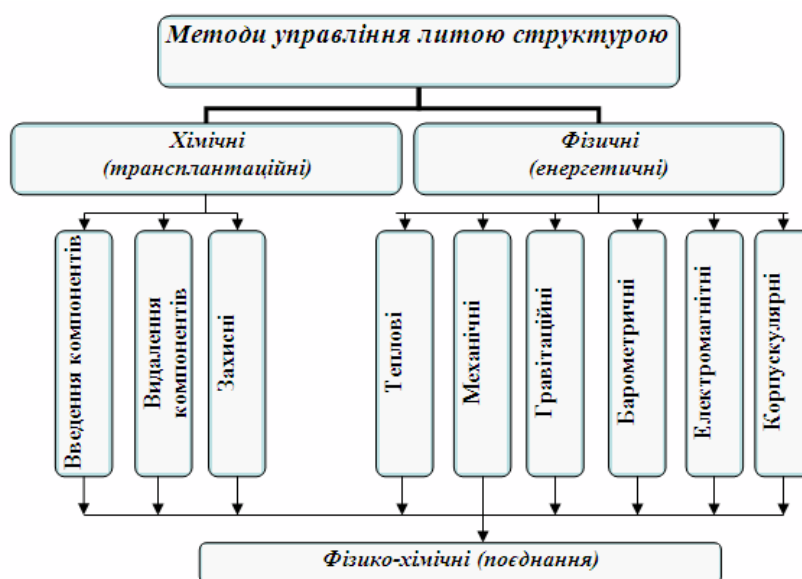 Методи управління литою структурою
Хімічні
(трансплантаційні)
Фізичні
(енергетичні)
Введення компонентів
Видалення
компонентів
Захисні
Теплові
Механічні
Гравітаційні
Барометричні
Електромагнітні
Корпускулярні
Фізико-хімічні (поєднання)